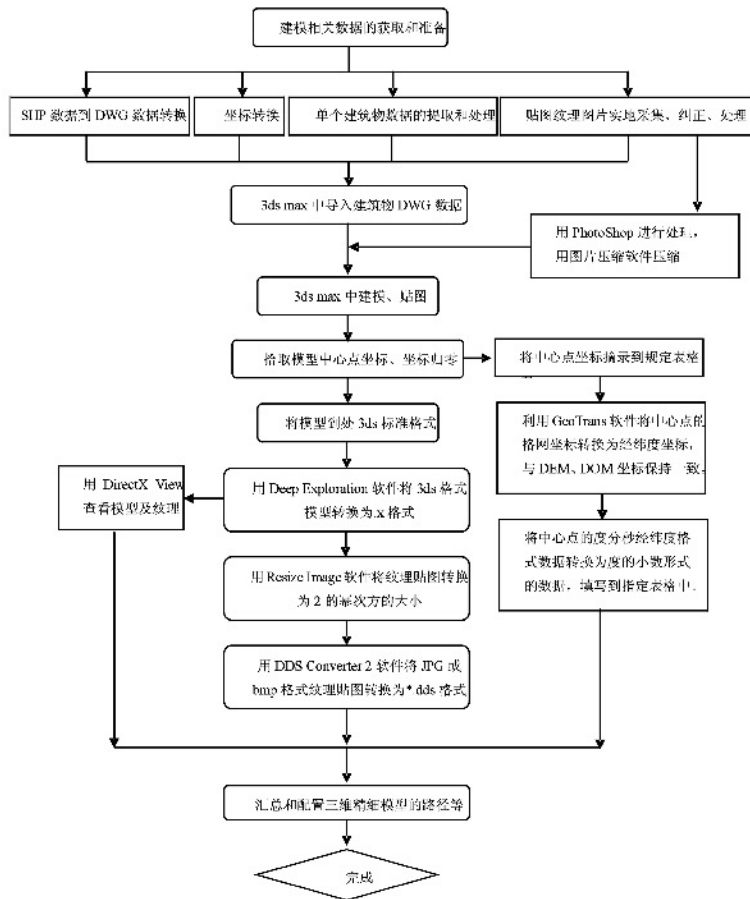 建模相关数据的获取和准备
SHP 数据到 DWG 数据转换
坐标转换
单个建筑物数据的提取和处理
贴图纹理图片实地采集、纠正、处理
3ds max 中导入建筑物 DWG 数据
用 PhotoShop 进行处理，
用图片压缩软件压缩
3ds max 中建模、贴图
拾取模型中心点坐标、坐标归零
将中心点坐标摘录到规定表格
将模型到处 3ds 标准格式
利用 GeoTrans 软件将中心点的
格网坐标转换为经纬度坐标，
与 DEM、DOM 坐标保持一致。
用 DirectX View
查看模型及纹理
用 Deep Exploration 软件将 3ds 格式
模型转换为.x 格式
将中心点的度分秒经纬度格
式数据转换为度的小数形式
的数据，填写到指定表格中。
用 Resize Image 软件将纹理贴图转换
为 2 的幂次方的大小
用 DDS Converter 2 软件将 JPG 或
bmp 格式纹理贴图转换为*.dds 格式
汇总和配置三维精细模型的路径等
完成